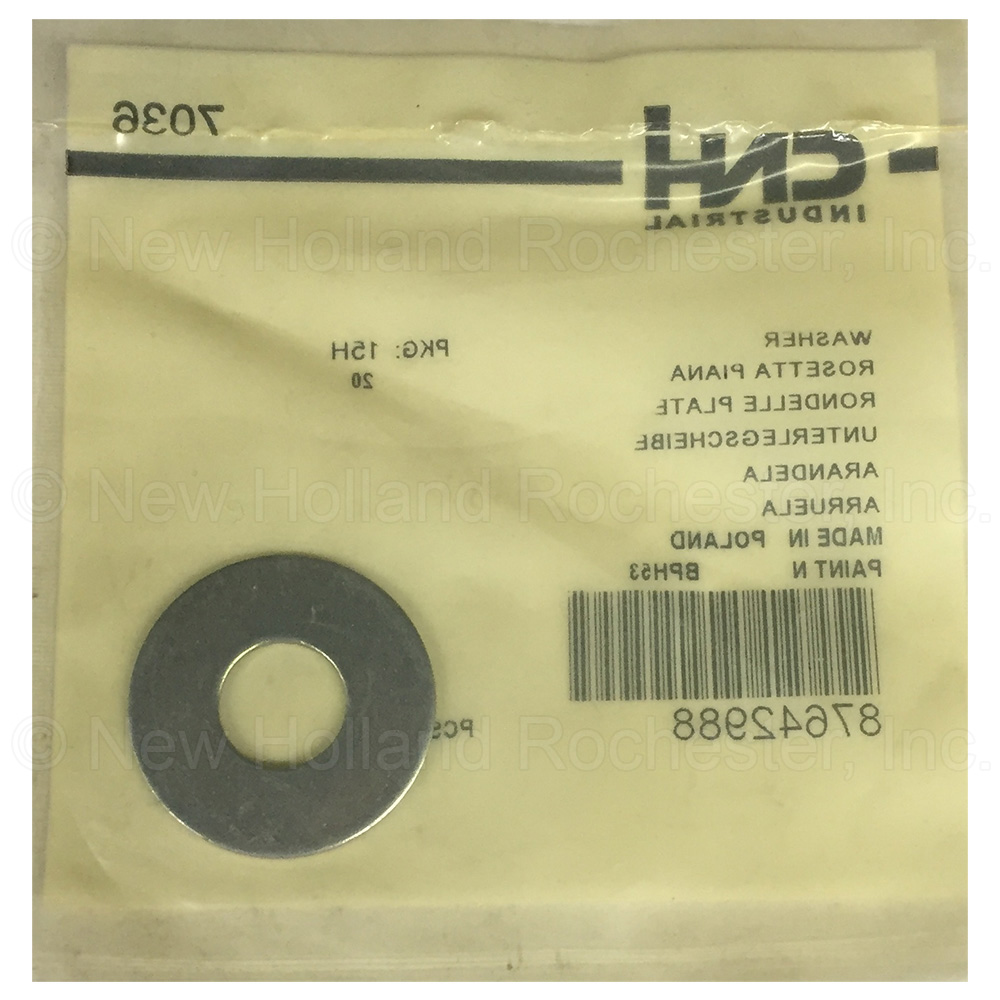 7036
CNH
INDUSTRIAL
WASHER
ROSETTA PIANA
RONDELLE PLATE
UNTERLEGSCHEIBE
ARANDELA
ARRUELA
MADE IN POLAND
PAINT N BPH53
87642988
PKG: 15H
20
PCS
© New Holland Rochester, Inc.
© New Holland Rochester, Inc.
© New Holland Rochester, Inc.